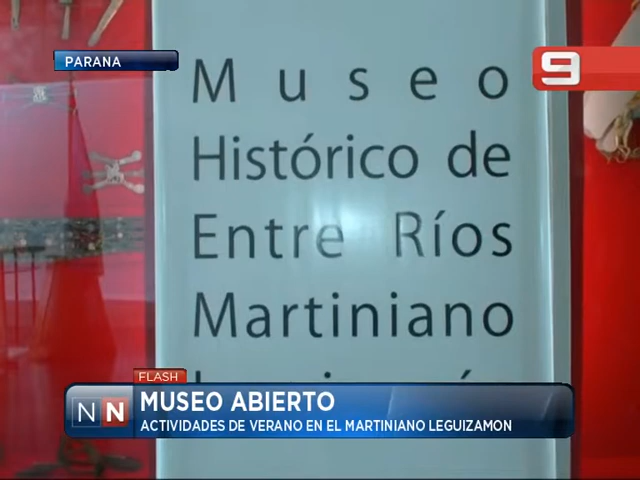 PARANA
9
Museo
Histórico de
Entre Ríos
Martiniano
FLASH
NN
MUSEO ABIERTO
ACTIVIDADES DE VERANO EN EL MARTINIANO LEGUIZAMON